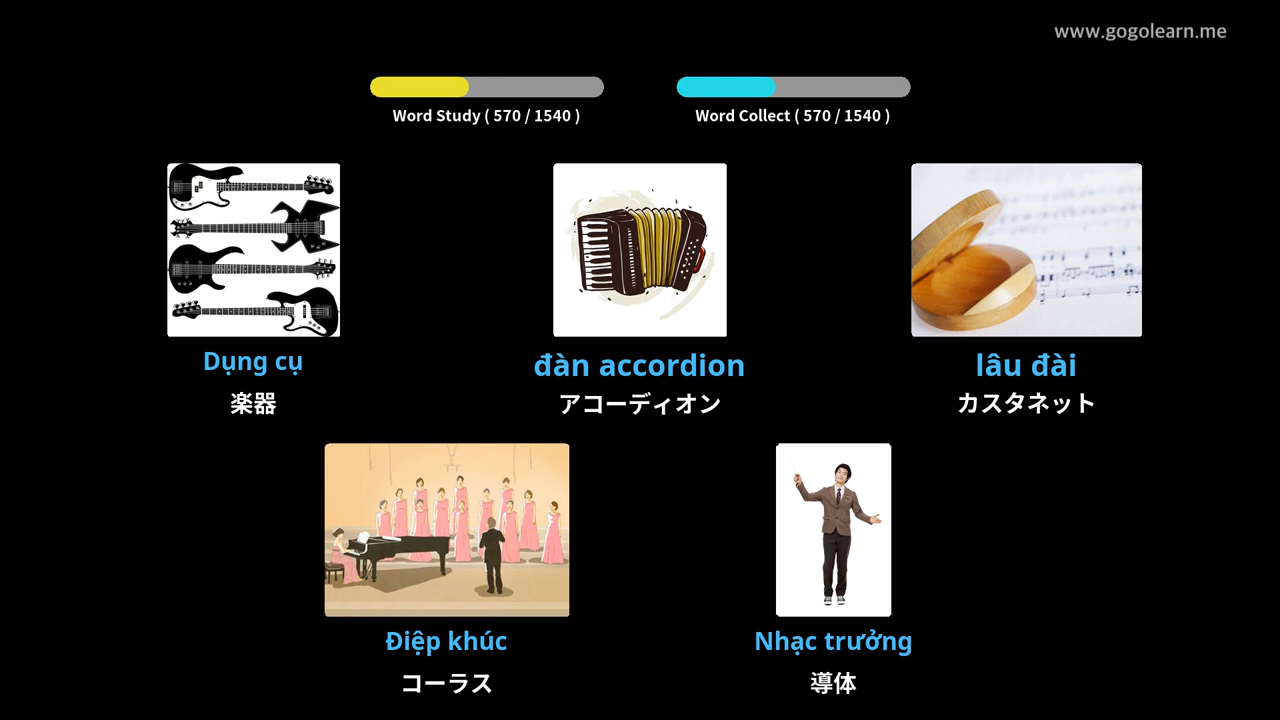 www.gogolearn.me
Word Study ( 570 / 1540 )
Word Collect ( 570 / 1540 )
Dụng cụ
楽器
đàn accordion
アコーディオン
lâu đài
カスタネット
Điệp khúc
コーラス
Nhạc trưởng
導体